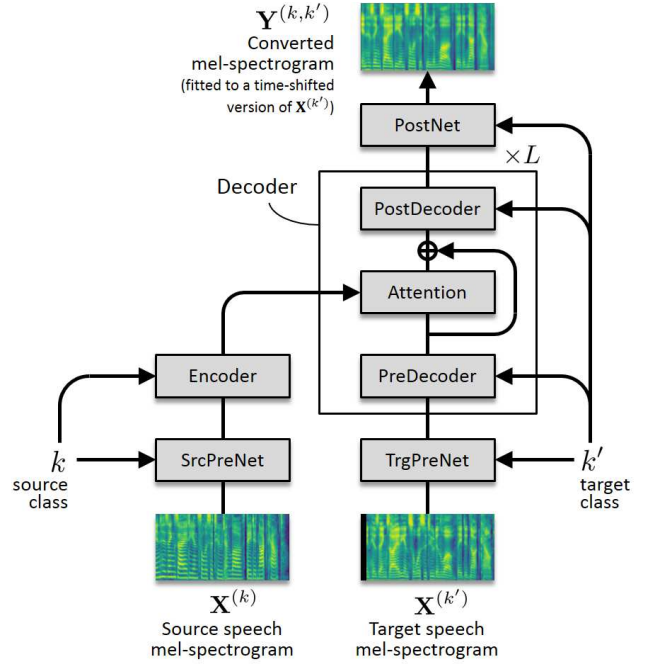 Y^{(k,k′)}
Converted
mel-spectrogram
(fitted to a time-shifted
version of X^{(k′)})
PostNet
×L
Decoder
PostDecoder
Attention
Encoder
PreDecoder
k
source
class
SrcPreNet
TrgPreNet
k′
target
class
X^{(k)}
Source speech
mel-spectrogram
X^{(k′)}
Target speech
mel-spectrogram